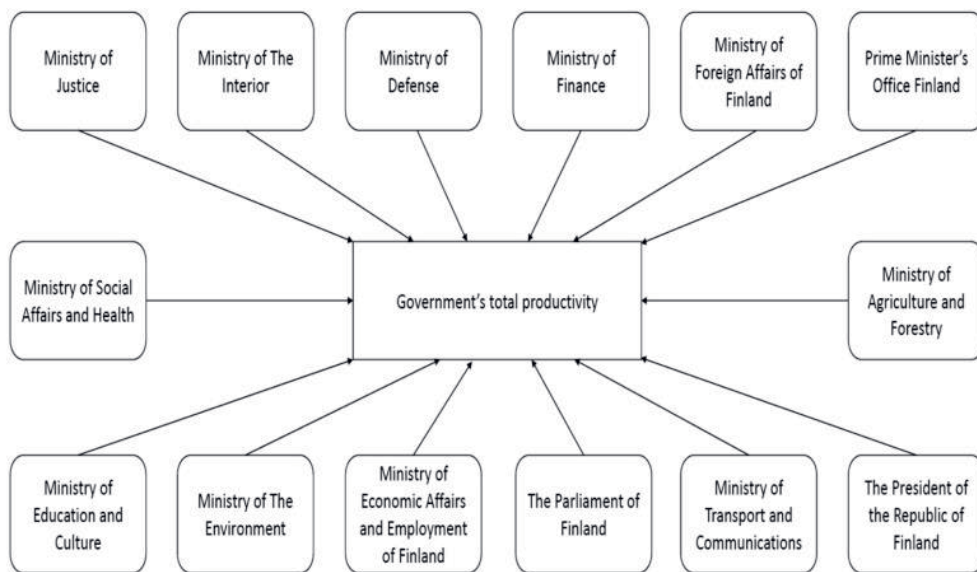 Ministry of
Justice
Ministry of The
Interior
Ministry of
Defense
Ministry of
Finance
Ministry of
Foreign Affairs of
Finland
Prime Minister's
Office Finland
Ministry of Social
Affairs and Health
Government's total productivity
Ministry of
Agriculture and
Forestry
Ministry of
Education and
Culture
Ministry of The
Environment
Ministry of
Economic Affairs
and Employment
of Finland
The Parliament of
Finland
Ministry of
Transport and
Communications
The President of
the Republic of
Finland